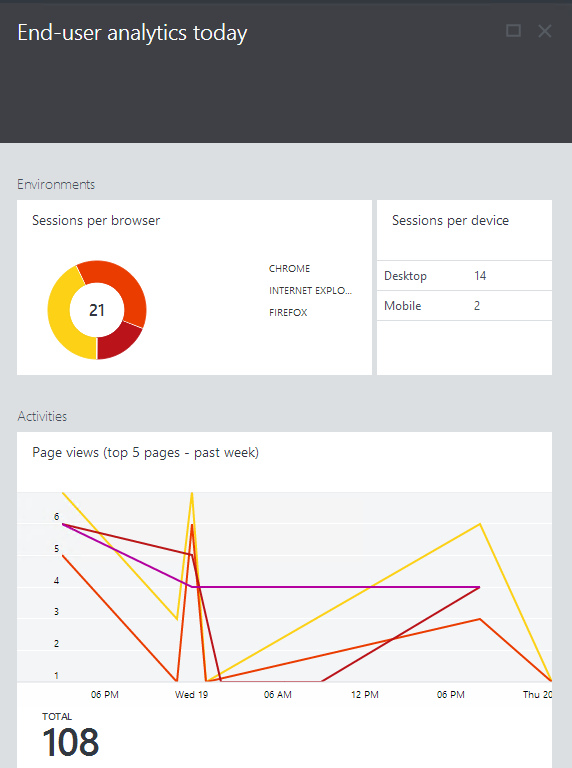 End-user analytics today
Environments
Sessions per browser
21
CHROME
INTERNET EXPLO...
FIREFOX
Sessions per device
Desktop 14
Mobile 2
Activities
Page views (top 5 pages - past week)
6
5
4
3
2
1
06 PM Wed 19 06 AM 12 PM 06 PM Thu 20
TOTAL
108